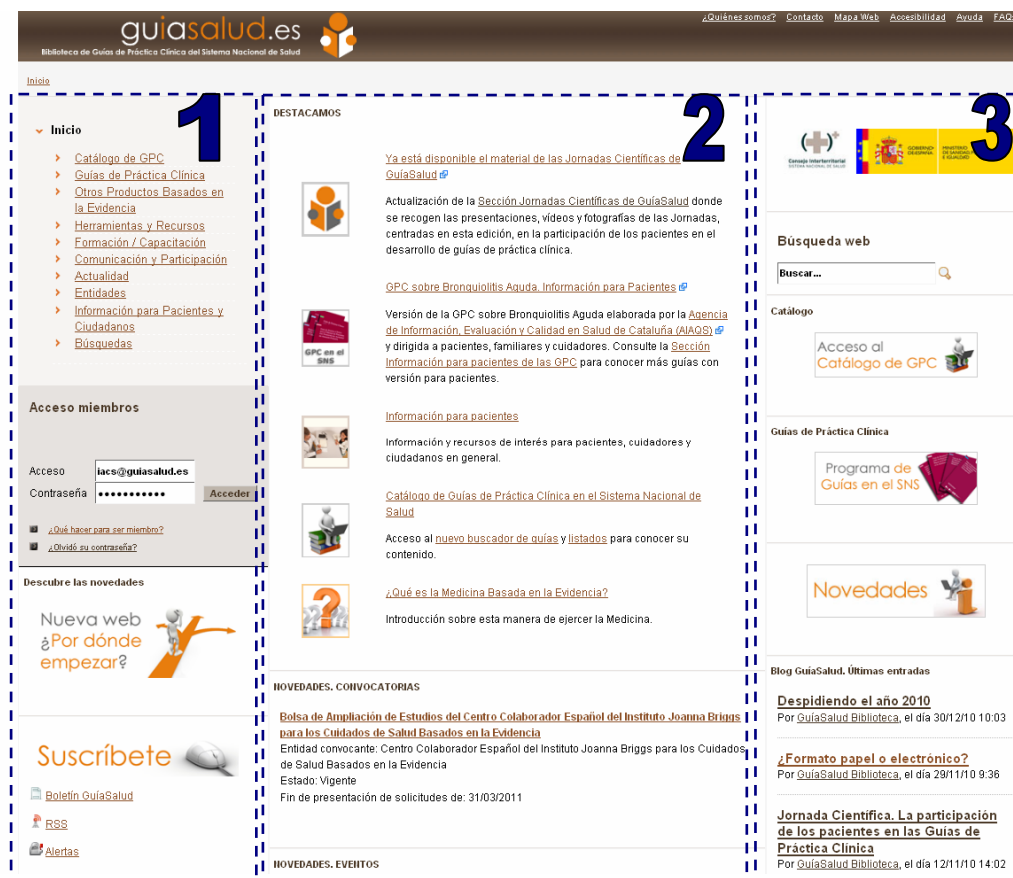 guiasalud.es
Biblioteca de Guías de Práctica Clínica del Sistema Nacional de Salud
¿Quiénes somos? Contacto Mapa Web Accesibilidad Ayuda FAQs
Inicio
1
Inicio
Catálogo de GPC
Guías de Práctica Clínica
Otros Productos Basados en
la Evidencia
Herramientas y Recursos
Formación / Capacitación
Comunicación y Participación
Actualidad
Entidades
Información para Pacientes y
Ciudadanos
Búsquedas
Acceso miembros
Acceso iacs@guiasalud.es
Contraseña ••••••••••• Acceder
¿Qué hacer para ser miembro?
¿Olvidó su contraseña?
Descubre las novedades
Nueva web
¿Por dónde
empezar?
Suscríbete
Boletín GuíaSalud
RSS
Alertas
2
DESTACAMOS
Ya está disponible el material de las Jornadas Científicas de
GuíaSalud
Actualización de la Sección Jornadas Científicas de GuíaSalud donde
se recogen las presentaciones, vídeos y fotografías de las Jornadas,
centradas en esta edición, en la participación de los pacientes en el
desarrollo de guías de práctica clínica.
GPC sobre Bronquiolitis Aguda. Información para Pacientes
GPC en el
SNS
Versión de la GPC sobre Bronquiolitis Aguda elaborada por la Agencia
de Información, Evaluación y Calidad en Salud de Cataluña (AIAQS)
y dirigida a pacientes, familiares y cuidadores. Consulte la Sección
Información para pacientes de las GPC para conocer más guías con
versión para pacientes.
Información para pacientes
Información y recursos de interés para pacientes, cuidadores y
ciudadanos en general.
Catálogo de Guías de Práctica Clínica en el Sistema Nacional de
Salud
Acceso al nuevo buscador de guías y listados para conocer su
contenido.
¿Qué es la Medicina Basada en la Evidencia?
Introducción sobre esta manera de ejercer la Medicina.
NOVEDADES. CONVOCATORIAS
Bolsa de Ampliación de Estudios del Centro Colaborador Español del Instituto Joanna Briggs
para los Cuidados de Salud Basados en la Evidencia
Entidad convocante: Centro Colaborador Español del Instituto Joanna Briggs para los Cuidados
de Salud Basados en la Evidencia
Estado: Vigente
Fin de presentación de solicitudes de: 31/03/2011
NOVEDADES. EVENTOS
3
Consejo Interterritorial
SISTEMA NACIONAL DE SALUD
GOBIERNO
DE ESPAÑA
MINISTERIO
DE SANIDAD
E IGUALDAD
Búsqueda web
Buscar...
Catálogo
Acceso al
Catálogo de GPC
Guías de Práctica Clínica
Programa de
Guías en el SNS
Novedades
Blog GuíaSalud. Últimas entradas
Despidiendo el año 2010
Por GuíaSalud Biblioteca, el día 30/12/10 10:03
¿Formato papel o electrónico?
Por GuíaSalud Biblioteca, el día 29/11/10 9:36
Jornada Científica. La participación
de los pacientes en las Guías de
Práctica Clínica
Por GuíaSalud Biblioteca, el día 12/11/10 14:02